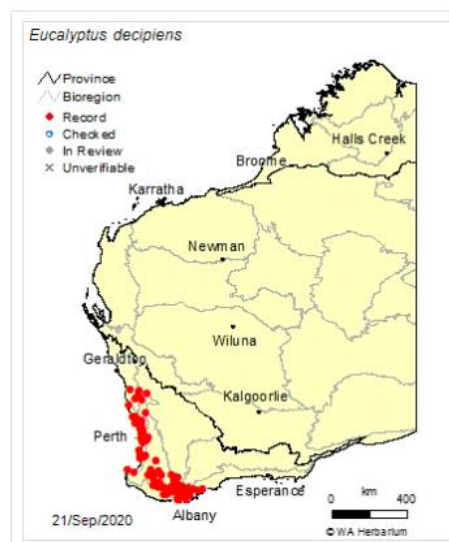 Eucalyptus decipiens
Province
Bioregion
Record
Checked
In Review
Unverifiable
Halls Creek
Broome
Karratha
Newman
Wiluna
Geraldton
Kalgoorlie
Perth
Esperance
Albany
km
0 400
21/Sep/2020
© WA Herbarium